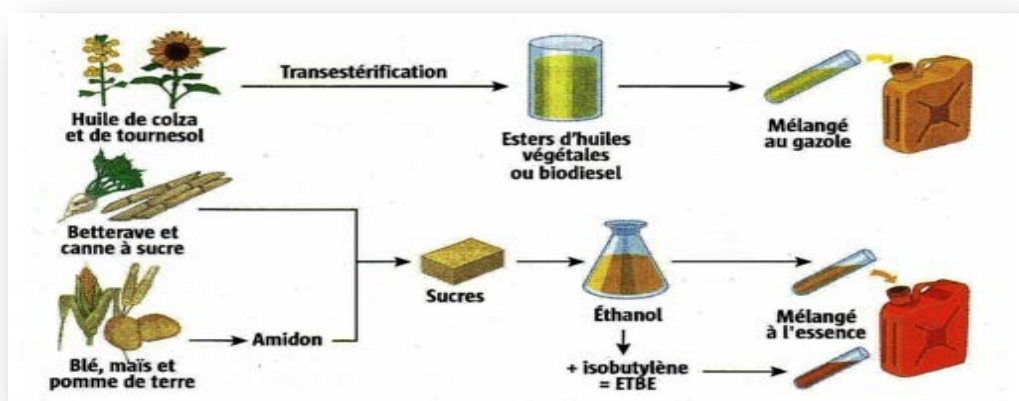 Transestérification
Huile de colza
et de tournesol
Esters d'huiles
végétales
ou biodiesel
Mélangé
au gazole
Betterave et
canne à sucre
Sucres
Éthanol
Mélangé
à l'essence
Amidon
Blé, maïs et
pomme de terre
+ isobutylène
= ETBE